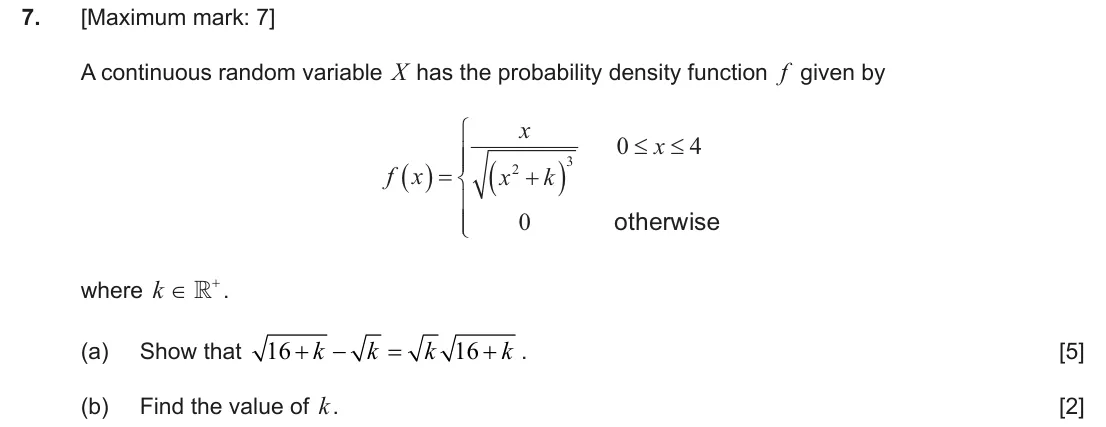 7. [Maximum mark: 7]
A continuous random variable X has the probability density function f given by
f(x) = { x / √((x² + k)³) 0 ≤ x ≤ 4
0 otherwise
where k ∈ ℝ⁺.
(a) Show that √(16 + k) − √k = √k √(16 + k) . [5]
(b) Find the value of k. [2]